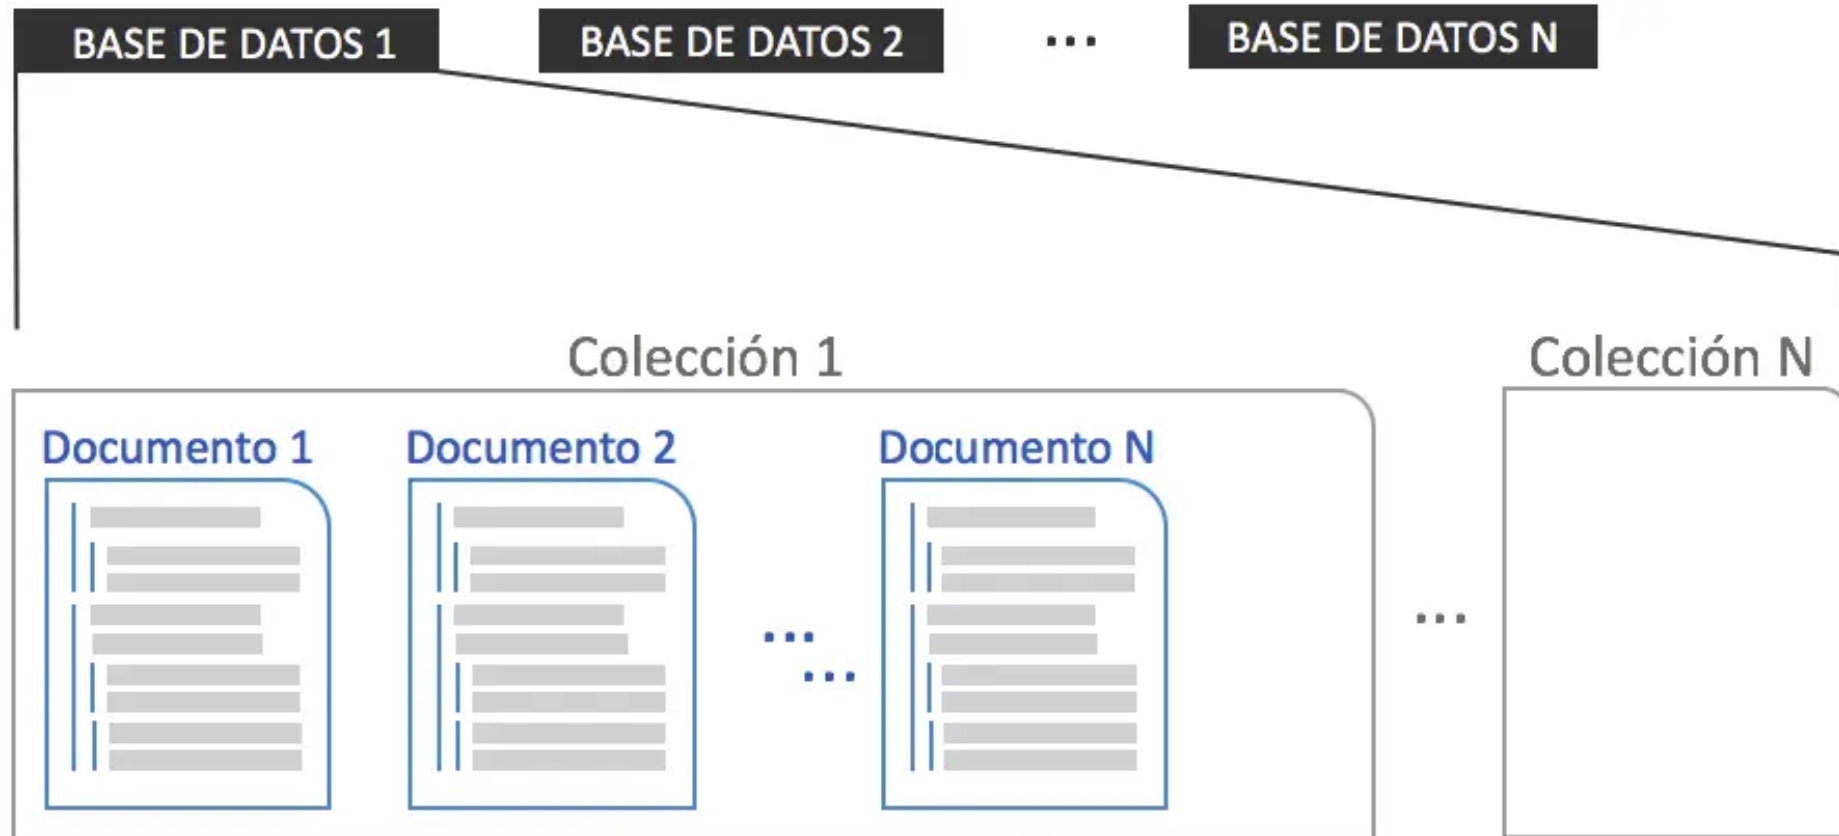 BASE DE DATOS 1
BASE DE DATOS 2
...
BASE DE DATOS N
Colección 1
Colección N
Documento 1
Documento 2
Documento N
...
...
...